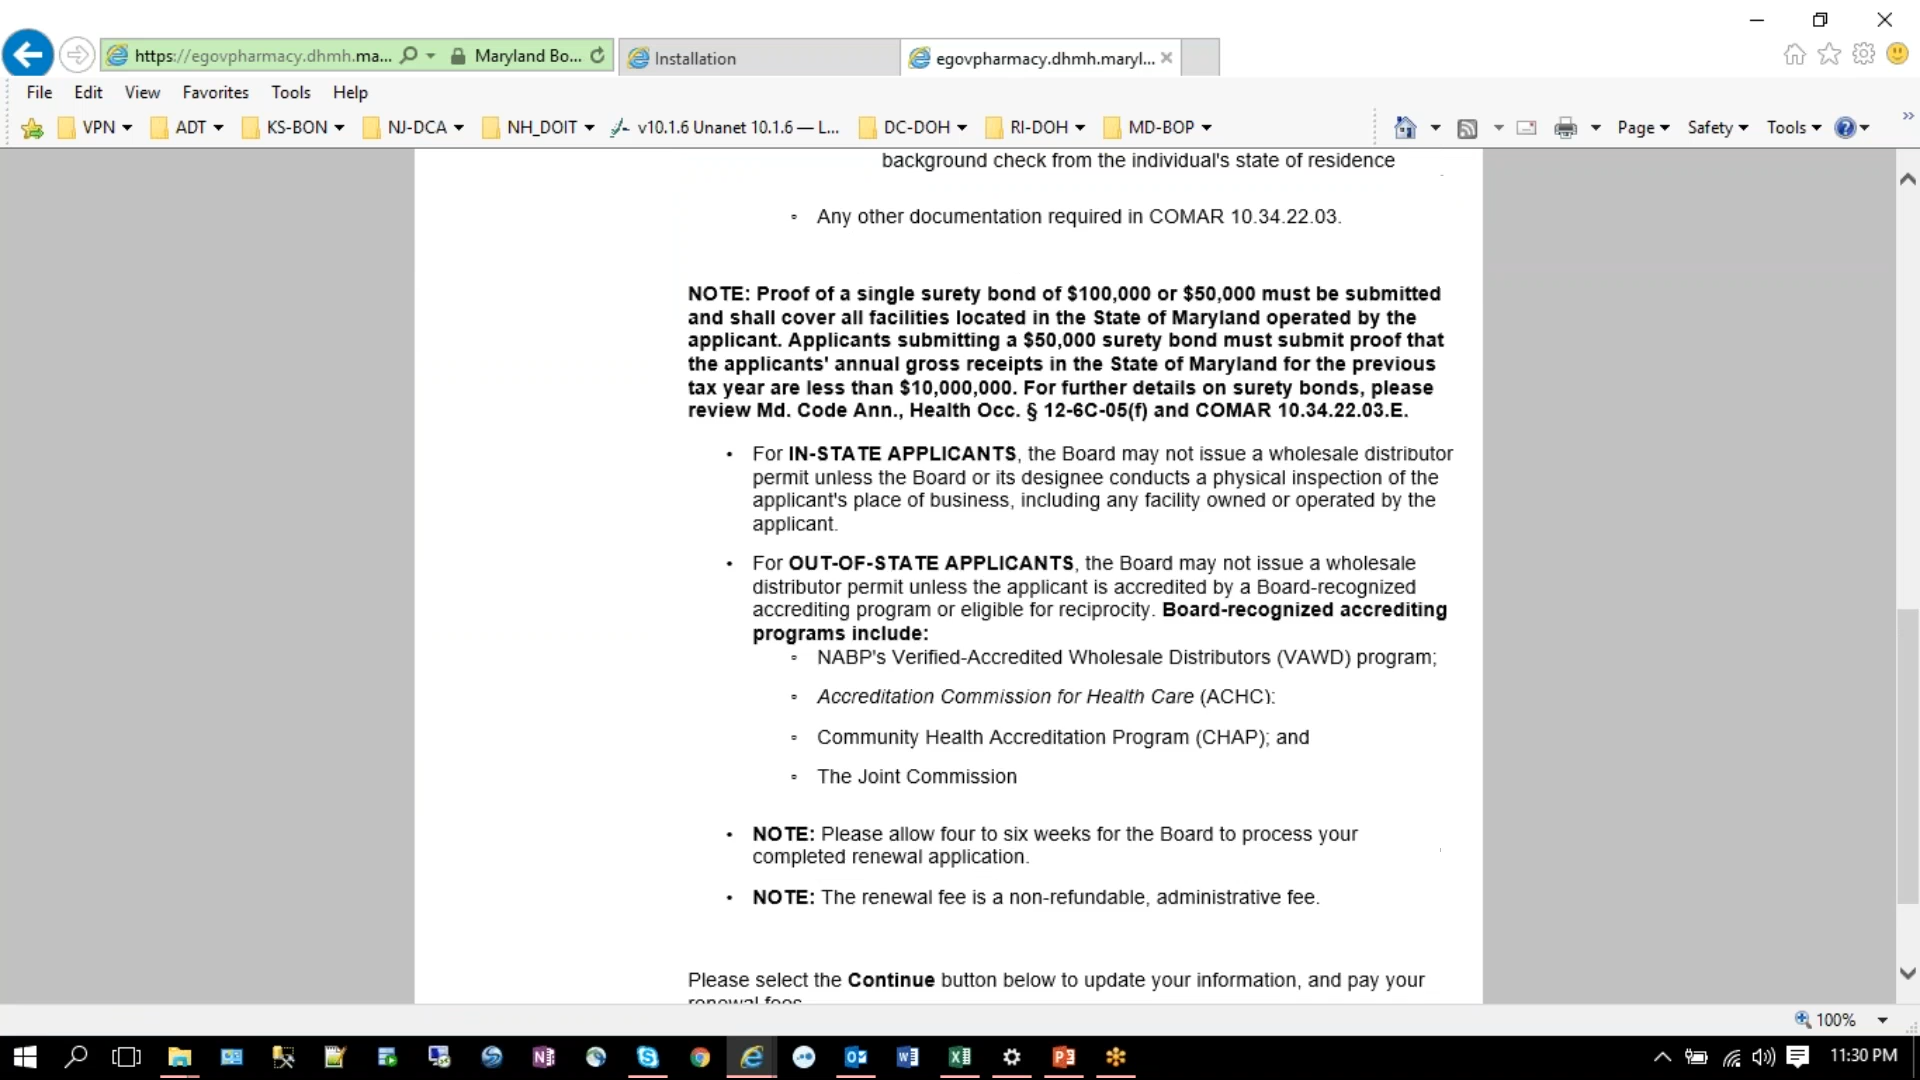 https://egovpharmacy.dhmh.ma...
Maryland Bo...
Installation
egovpharmacy.dhmh.maryl...
File Edit View Favorites Tools Help
VPN ADT KS-BON NJ-DCA NH_DOIT v10.1.6 Unanet 10.1.6 — L... DC-DOH RI-DOH MD-BOP
Page Safety Tools
background check from the individual's state of residence
◦ Any other documentation required in COMAR 10.34.22.03.
NOTE: Proof of a single surety bond of $100,000 or $50,000 must be submitted
and shall cover all facilities located in the State of Maryland operated by the
applicant. Applicants submitting a $50,000 surety bond must submit proof that
the applicants' annual gross receipts in the State of Maryland for the previous
tax year are less than $10,000,000. For further details on surety bonds, please
review Md. Code Ann., Health Occ. § 12-6C-05(f) and COMAR 10.34.22.03.E.
• For IN-STATE APPLICANTS, the Board may not issue a wholesale distributor
permit unless the Board or its designee conducts a physical inspection of the
applicant's place of business, including any facility owned or operated by the
applicant.
• For OUT-OF-STATE APPLICANTS, the Board may not issue a wholesale
distributor permit unless the applicant is accredited by a Board-recognized
accrediting program or eligible for reciprocity. Board-recognized accrediting
programs include:
◦ NABP's Verified-Accredited Wholesale Distributors (VAWD) program;
◦ Accreditation Commission for Health Care (ACHC):
◦ Community Health Accreditation Program (CHAP); and
◦ The Joint Commission
• NOTE: Please allow four to six weeks for the Board to process your
completed renewal application.
• NOTE: The renewal fee is a non-refundable, administrative fee.
Please select the Continue button below to update your information, and pay your
renewal fees
100%
11:30 PM